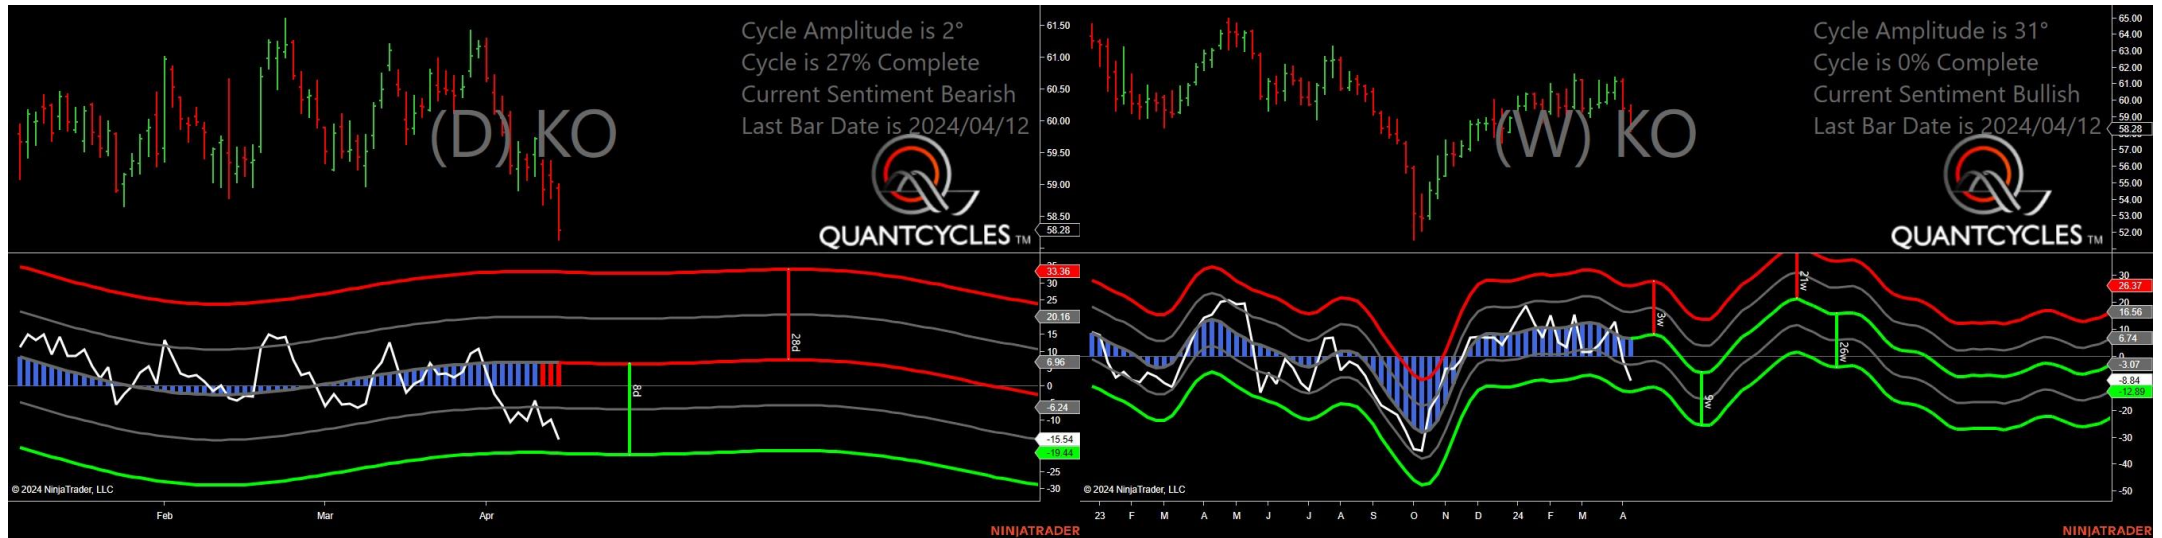 Cycle Amplitude is 2°
Cycle is 27% Complete
Current Sentiment Bearish
Last Bar Date is 2024/04/12
(D) KO
QUANTCYCLES TM
61.50
61.00
60.50
60.00
59.50
59.00
58.50
58.28
33.36
30
25
20.16
15
10
6.96
0
-6.24
-10
-15.54
-19.44
-25
-30
28d
8d
© 2024 NinjaTrader, LLC
Feb
Mar
Apr
NINJATRADER
Cycle Amplitude is 31°
Cycle is 0% Complete
Current Sentiment Bullish
Last Bar Date is 2024/04/12
(W) KO
QUANTCYCLES TM
65.00
64.00
63.00
62.00
61.00
60.00
59.00
58.28
57.00
56.00
55.00
54.00
53.00
52.00
30
26.37
20
16.56
10
6.74
-3.07
-8.84
-12.89
-20
-30
-40
-50
3w
9w
21w
26w
© 2024 NinjaTrader, LLC
23 F M A M J J A S O N D 24 F M A
NINJATRADER